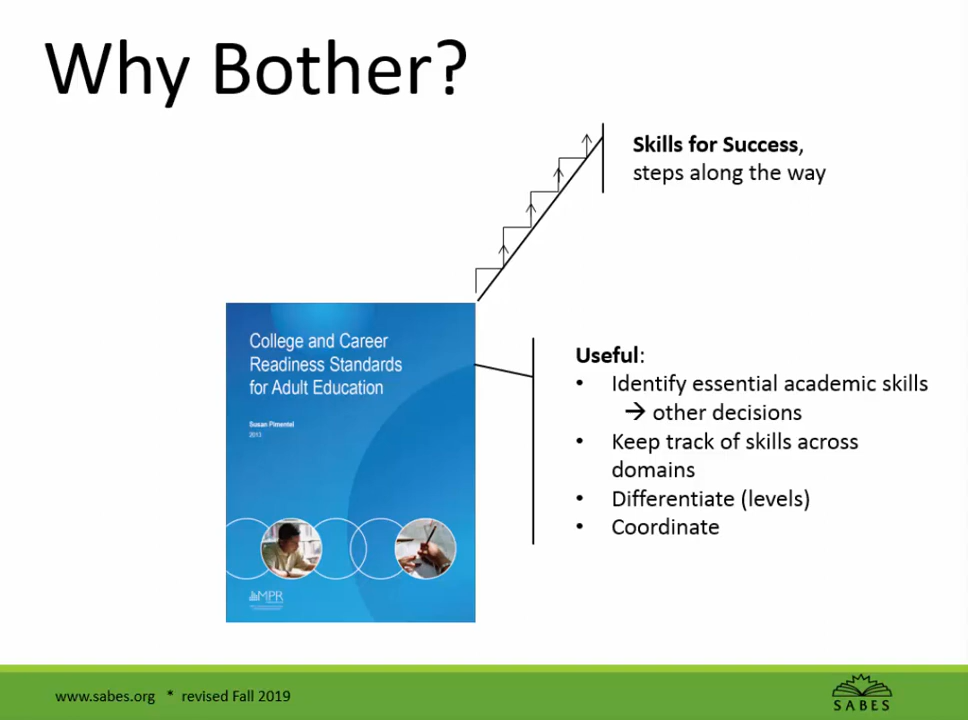 Why Bother?
Skills for Success,
steps along the way
College and Career
Readiness Standards
for Adult Education
Susan Pimentel
2013
MPR
Useful:
• Identify essential academic skills
→ other decisions
• Keep track of skills across
domains
• Differentiate (levels)
• Coordinate
www.sabes.org * revised Fall 2019
SABES